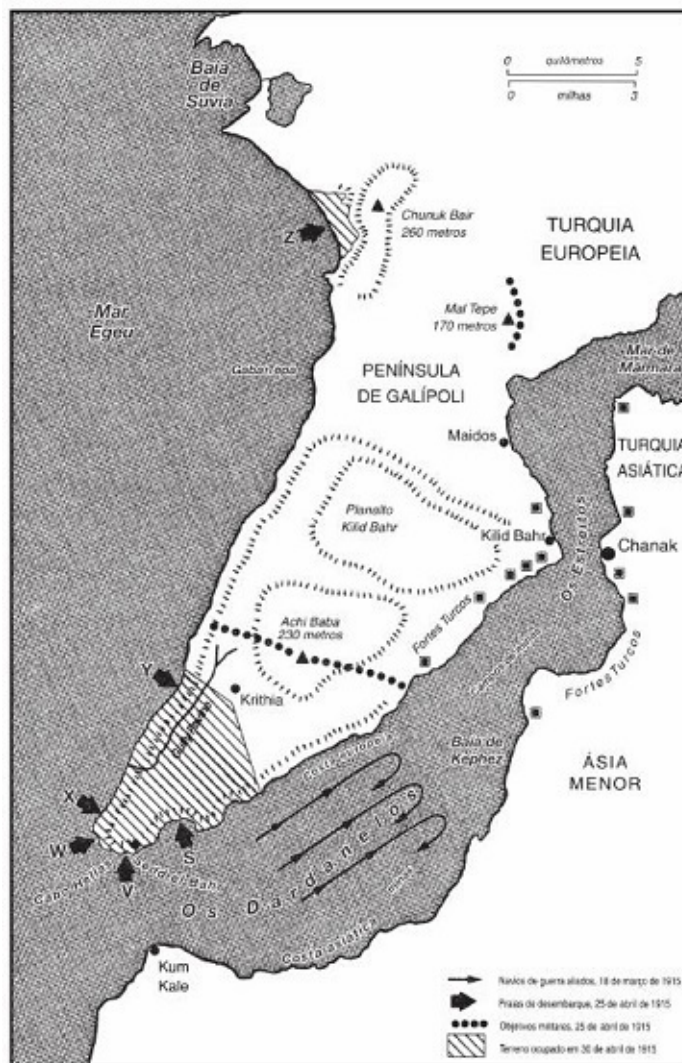 Baía
de
Suvla
0 quilômetros 5
0 milhas 3
Chunuk Bair
260 metros
Z
TURQUIA
EUROPEIA
Mar
Egeu
Mal Tepe
170 metros
Gaba Tepe
PENÍNSULA
DE GALÍPOLI
Mar de
Mármara
Maidos
TURQUIA
ASIÁTICA
Planalto
Kilid Bahr
Kilid Bahr
Os Estreitos
Chanak
Achi Baba
230 metros
Fortes Turcos
Fortes Turcos
Y
Krithia
Baía de
Kephez
ÁSIA
MENOR
X
W
V
S
Cabo Helles
Os Dardanelos
Costa asiática
Kum
Kale
Navios de guerra aliados, 18 de março de 1915
Praias de desembarque, 25 de abril de 1915
Objetivos militares, 25 de abril de 1915
Terreno ocupado em 30 de abril de 1915